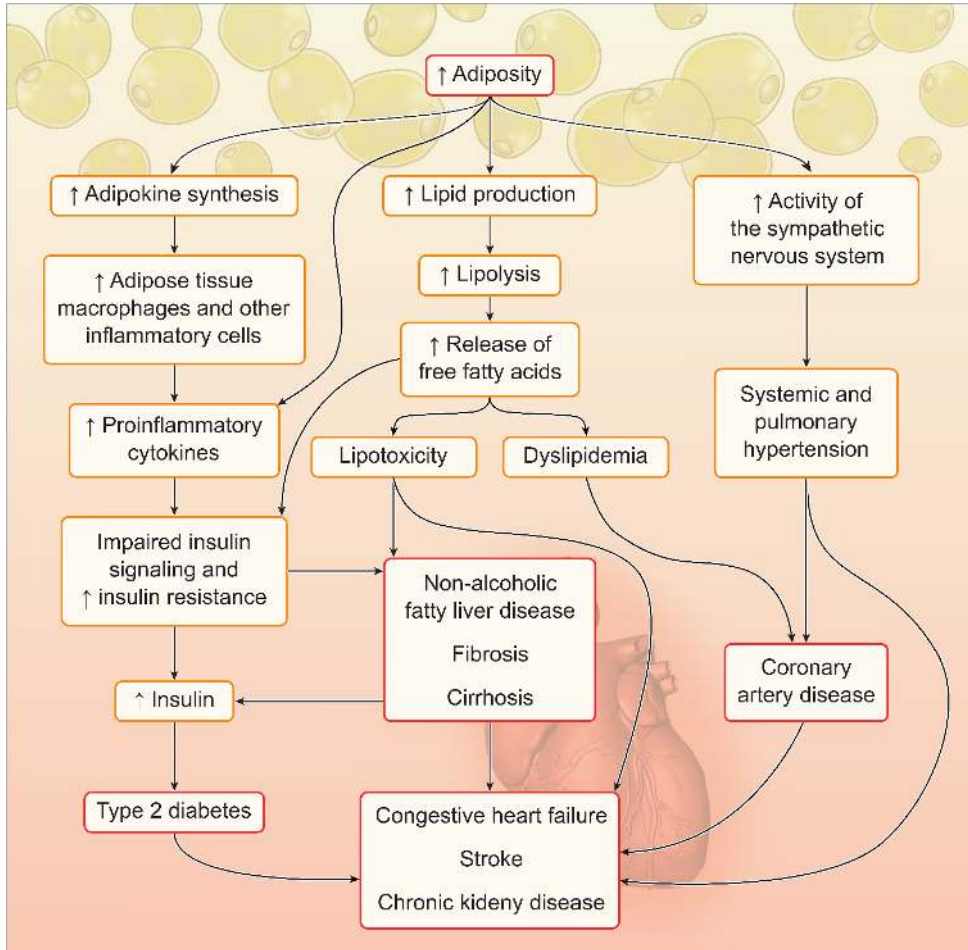 ↑ Adiposity
↑ Adipokine synthesis
↑ Lipid production
↑ Activity of
the sympathetic
nervous system
↑ Adipose tissue
macrophages and other
inflammatory cells
↑ Lipolysis
↑ Release of
free fatty acids
↑ Proinflammatory
cytokines
Systemic and
pulmonary
hypertension
Lipotoxicity
Dyslipidemia
Impaired insulin
signaling and
↑ insulin resistance
Non-alcoholic
fatty liver disease
Fibrosis
Cirrhosis
Coronary
artery disease
↑ Insulin
Type 2 diabetes
Congestive heart failure
Stroke
Chronic kideny disease